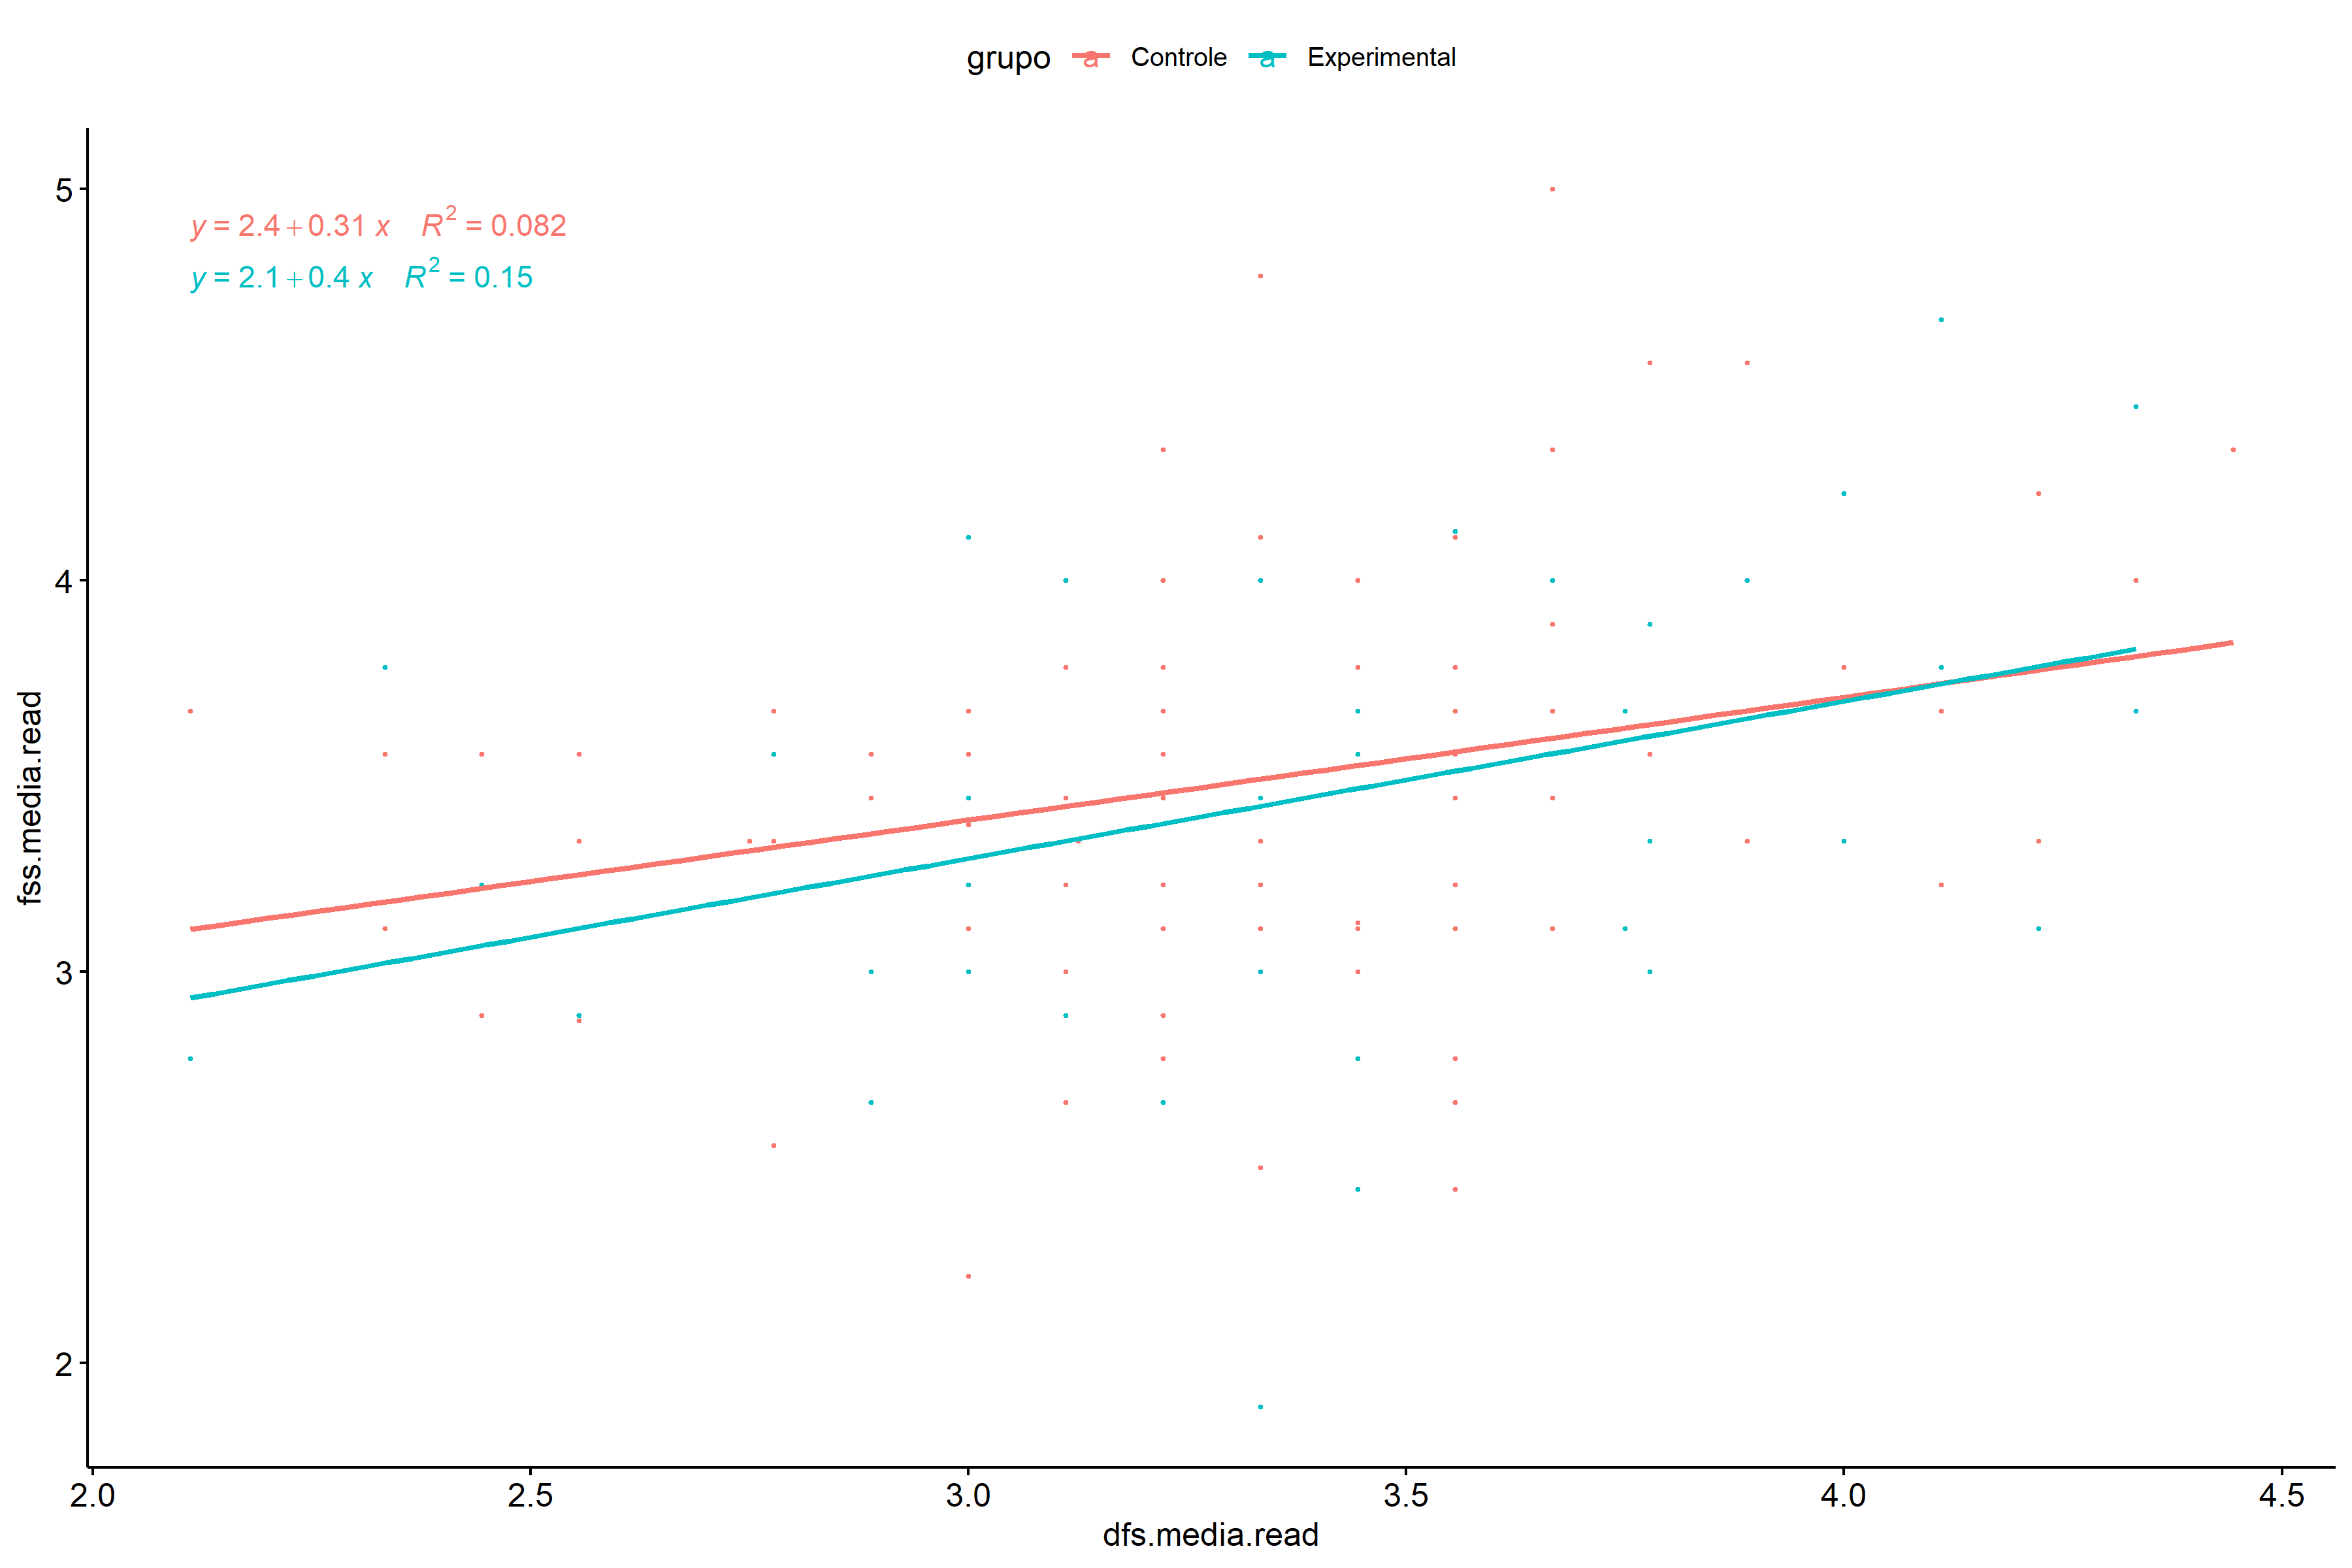 grupo a Controle a Experimental
5
y = 2.4 + 0.31 x R² = 0.082
y = 2.1 + 0.4 x R² = 0.15
4
fss.media.read
3
2
2.0 2.5 3.0 3.5 4.0 4.5
dfs.media.read